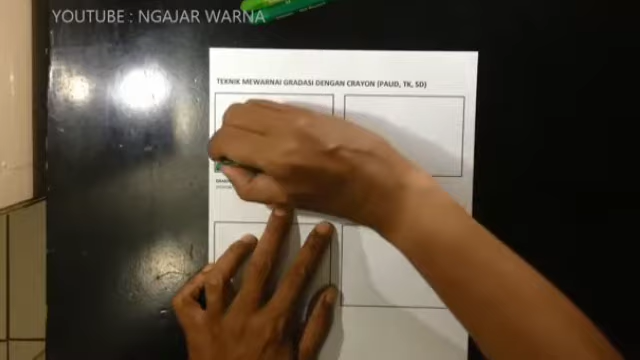 YOUTUBE : NGAJAR WARNA
TEKNIK MEWARNAI GRADASI DENGAN CRAYON (PAUD, TK, SD)